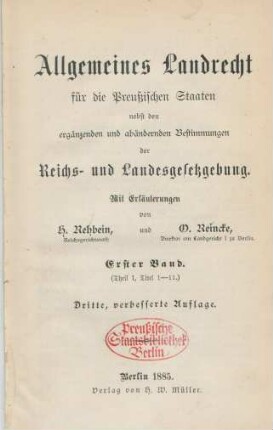 Allgemeines Landrecht
für die Preußischen Staaten
nebst den
ergänzenden und abändernden Bestimmungen
der
Reichs- und Landesgesetzgebung.
Mit Erläuterungen
von
H. Rehbein, und O. Reincke,
Reichsgerichtsrath Direktor am Landgericht I zu Berlin.
Erster Band.
(Theil I, Titel 1—11.)
Dritte, verbesserte Auflage.
Preußische
Staatsbibliothek
Berlin
Berlin 1885.
Verlag von H. W. Müller.